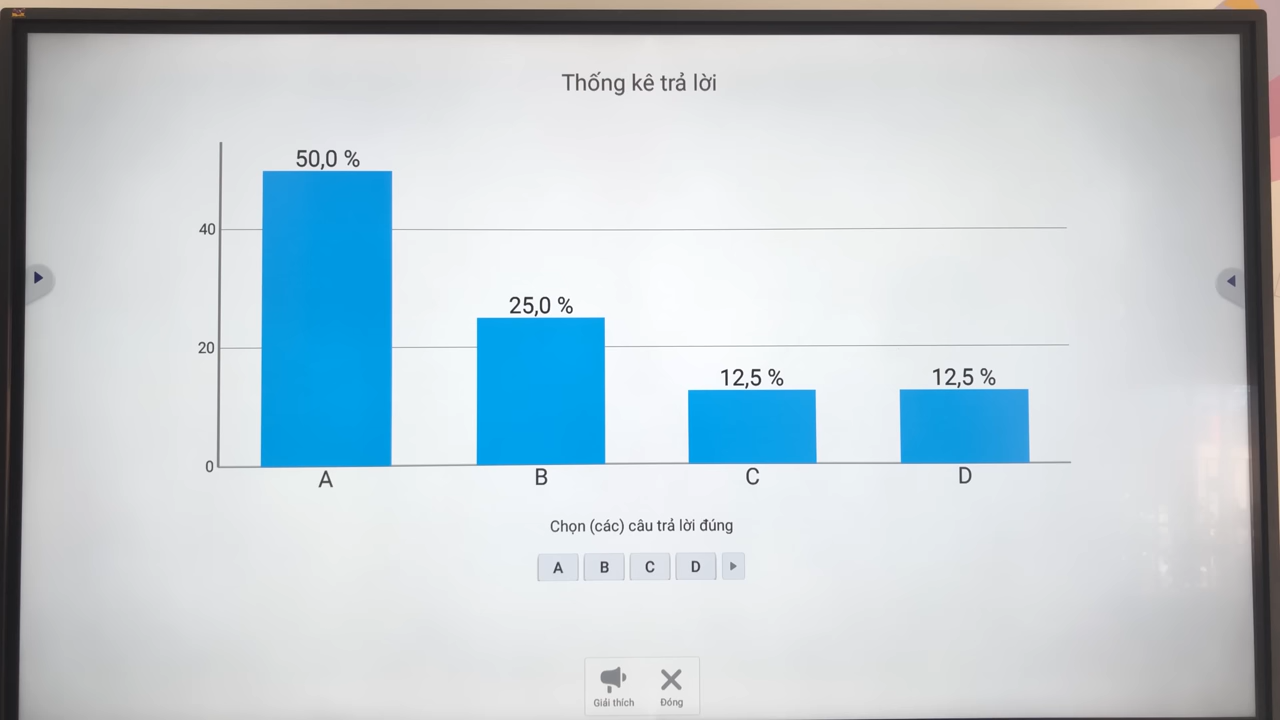 Thống kê trả lời
50,0 %
40
25,0 %
20
12,5 %
12,5 %
0
A
B
C
D
Chọn (các) câu trả lời đúng
A B C D
Giải thích
Đóng